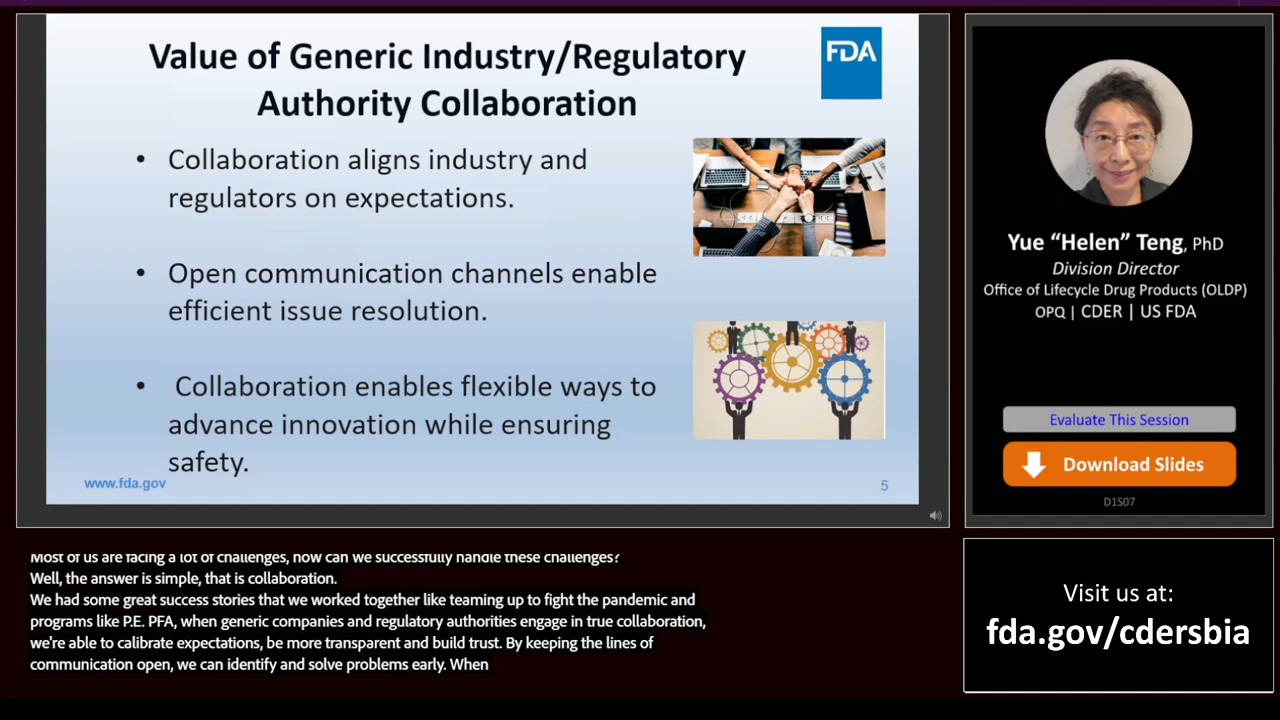 Value of Generic Industry/Regulatory
Authority Collaboration
FDA
• Collaboration aligns industry and
regulators on expectations.
• Open communication channels enable
efficient issue resolution.
• Collaboration enables flexible ways to
advance innovation while ensuring
safety.
www.fda.gov
5
Yue “Helen” Teng, PhD
Division Director
Office of Lifecycle Drug Products (OLDP)
OPQ | CDER | US FDA
Evaluate This Session
Download Slides
D1S07
Most of us are facing a lot of challenges, how can we successfully handle these challenges?
Well, the answer is simple, that is collaboration.
We had some great success stories that we worked together like teaming up to fight the pandemic and
programs like P.E. PFA, when generic companies and regulatory authorities engage in true collaboration,
we're able to calibrate expectations, be more transparent and build trust. By keeping the lines of
communication open, we can identify and solve problems early. When
Visit us at:
fda.gov/cdersbia